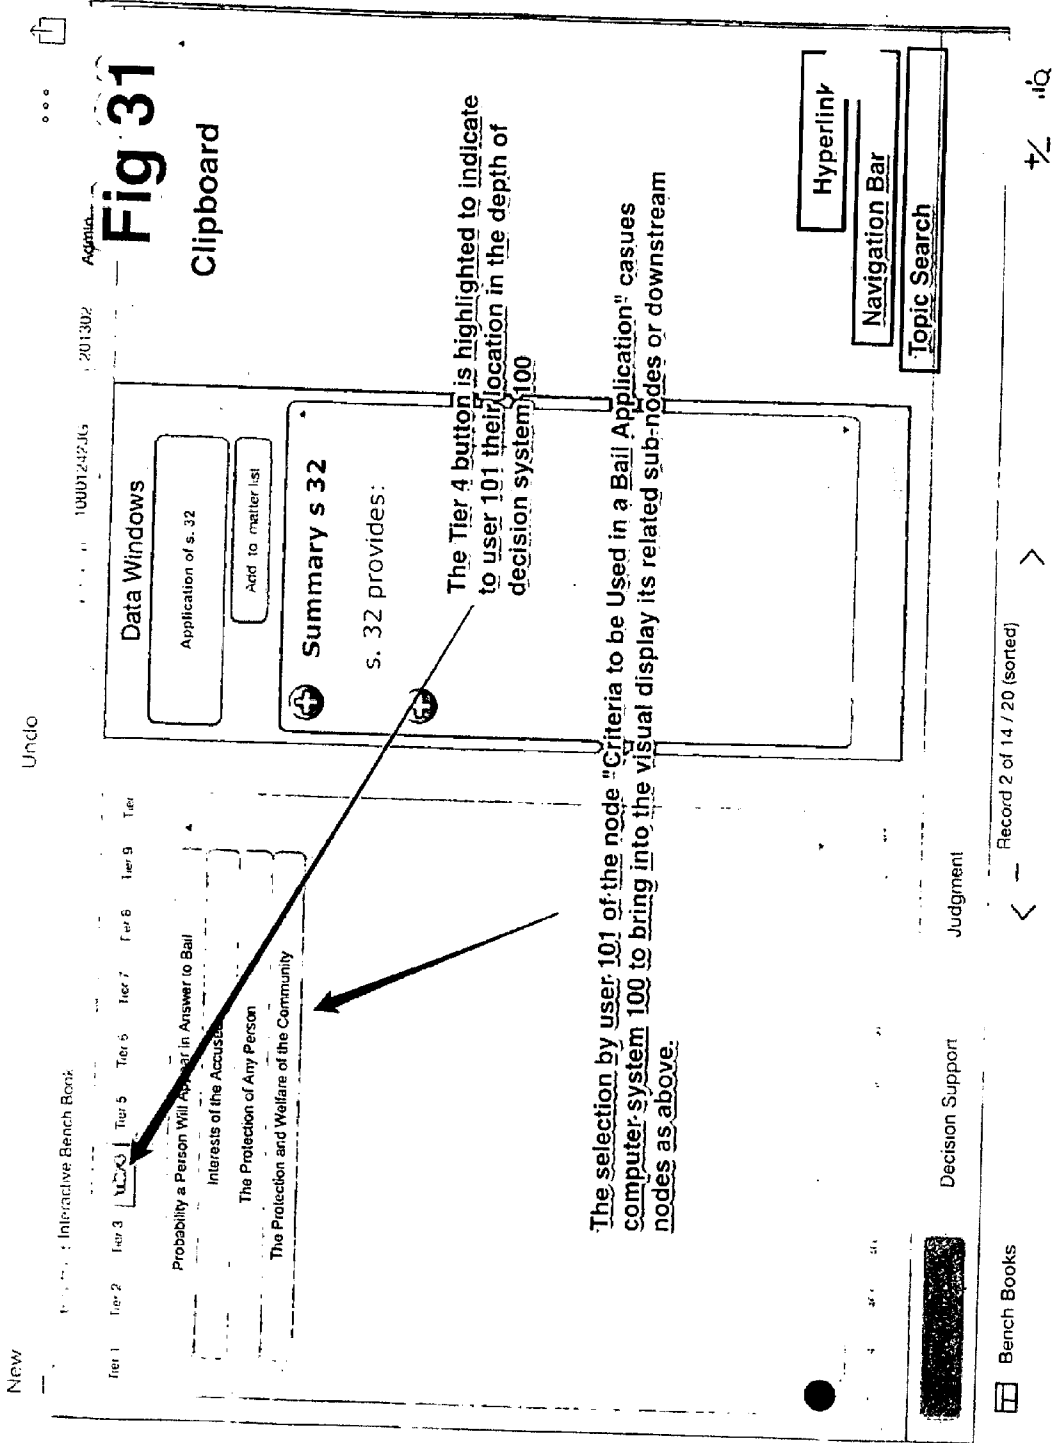 New
Undo
Interactive Bench Book
10001242JG
201302
Admin
Fig 31
Tier 1 Tier 2 Tier 3 Tier 5 Tier 6 Tier 7 Tier 8 Tier 9 Tier
Probability a Person Will Appear in Answer to Bail
Interests of the Accused
The Protection of Any Person
The Protection and Welfare of the Community
Data Windows
Application of s. 32
Add to matter list
Summary s 32
s. 32 provides:
Clipboard
The Tier 4 button is highlighted to indicate
to user 101 their location in the depth of
decision system 100
The selection by user 101 of the node "Criteria to be Used in a Bail Application" casues
computer system 100 to bring into the visual display its related sub-nodes or downstream
nodes as above.
Hyperlink
Navigation Bar
Topic Search
Decision Support
Judgment
Bench Books
Record 2 of 14 / 20 (sorted)